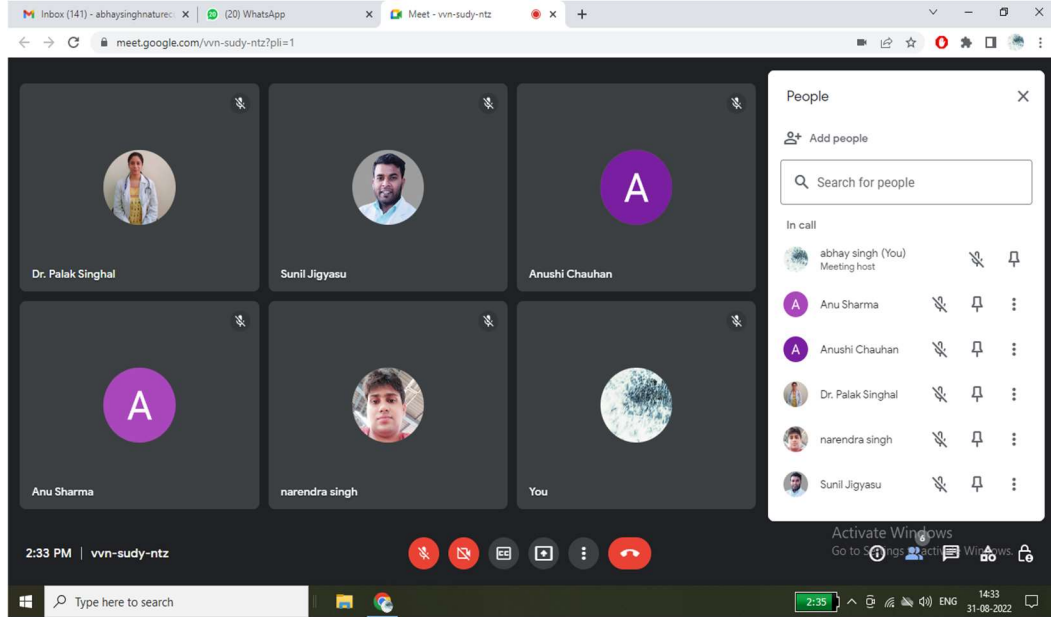 Inbox (141) - abhaysinghnaturec
(20) WhatsApp
Meet - vvn-sudy-ntz
meet.google.com/vvn-sudy-ntz?pli=1
Dr. Palak Singhal
Sunil Jigyasu
A
Anushi Chauhan
A
Anu Sharma
narendra singh
You
People
Add people
Search for people
In call
abhay singh (You)
Meeting host
A Anu Sharma
A Anushi Chauhan
Dr. Palak Singhal
narendra singh
Sunil Jigyasu
Activate Windows
Go to Settings to activate Windows.
6
2:33 PM | vvn-sudy-ntz
CC
Type here to search
2:35
ENG
14:33
31-08-2022